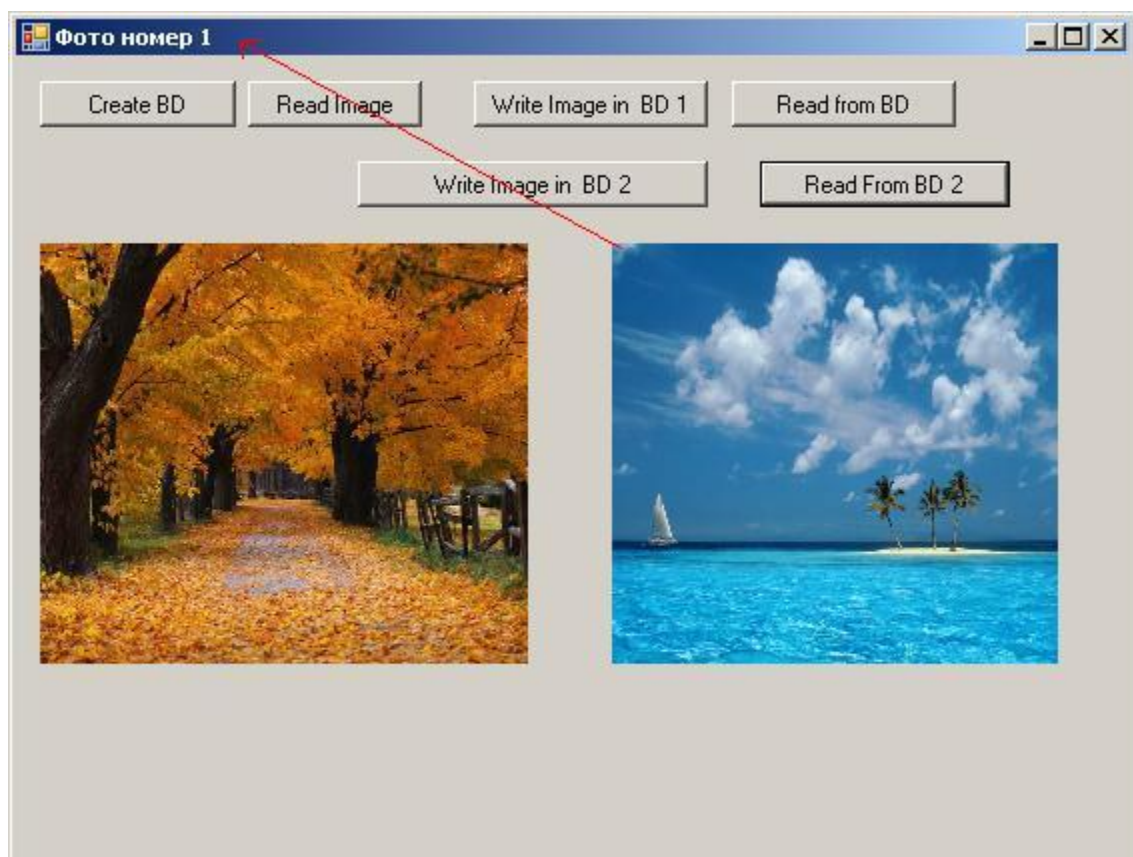 Фото номер 1
Create BD Read Image Write Image in BD 1 Read from BD
Write Image in BD 2 Read From BD 2